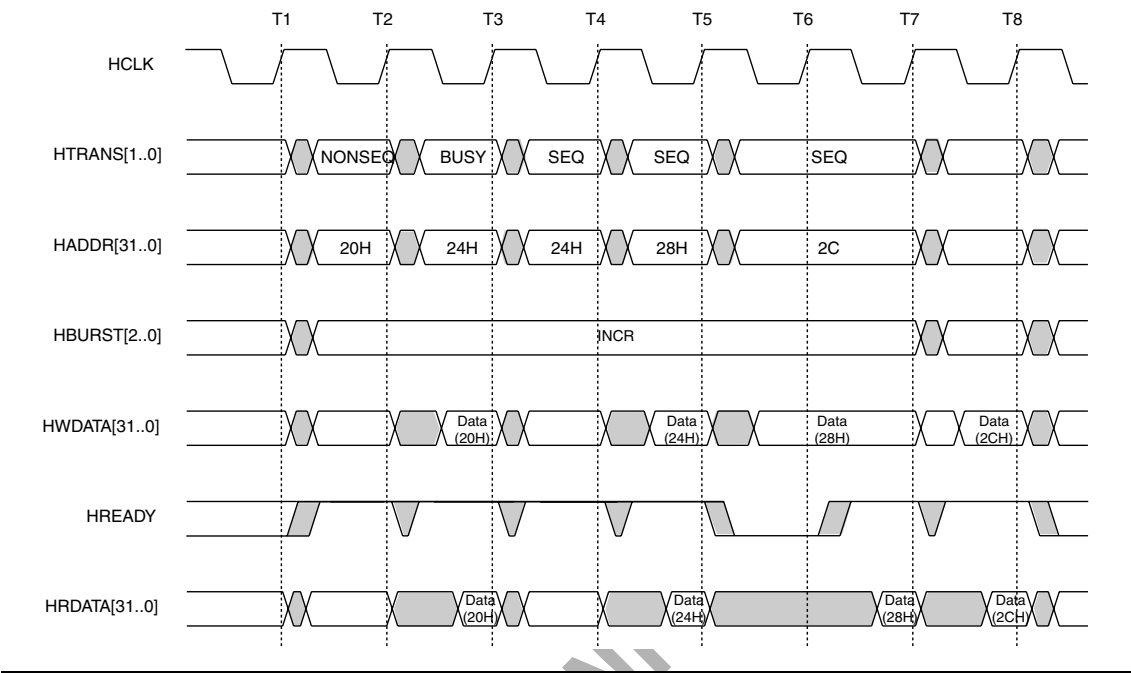 T1 T2 T3 T4 T5 T6 T7 T8
HCLK
HTRANS[1..0] NONSEQ BUSY SEQ SEQ SEQ
HADDR[31..0] 20H 24H 24H 28H 2C
HBURST[2..0] INCR
HWDATA[31..0] Data (20H) Data (24H) Data (28H) Data (2CH)
HREADY
HRDATA[31..0] Data (20H) Data (24H) Data (28H) Data (2CH)